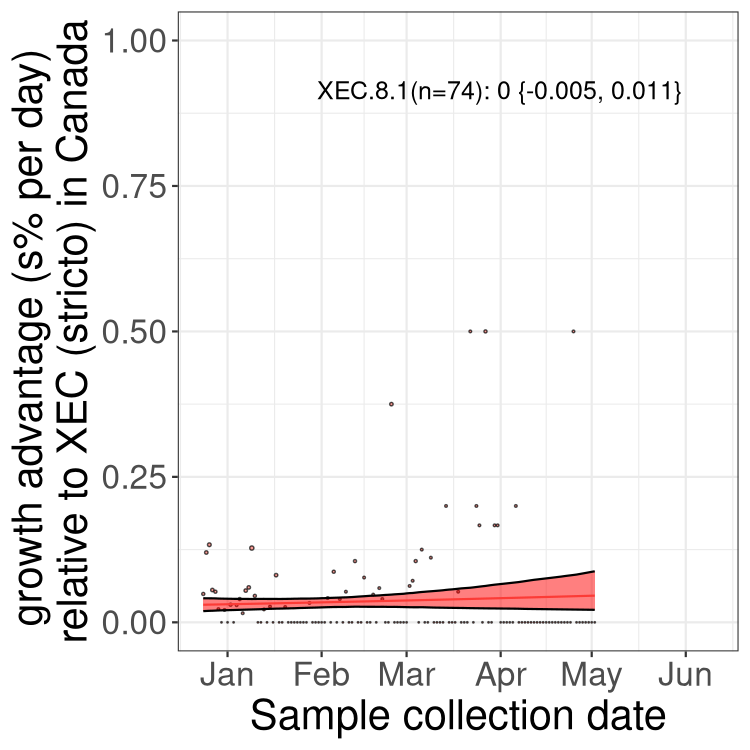 growth advantage (s% per day)
relative to XEC (stricto) in Canada
1.00
0.75
0.50
0.25
0.00
XEC.8.1(n=74): 0 {-0.005, 0.011}
Jan Feb Mar Apr May Jun
Sample collection date